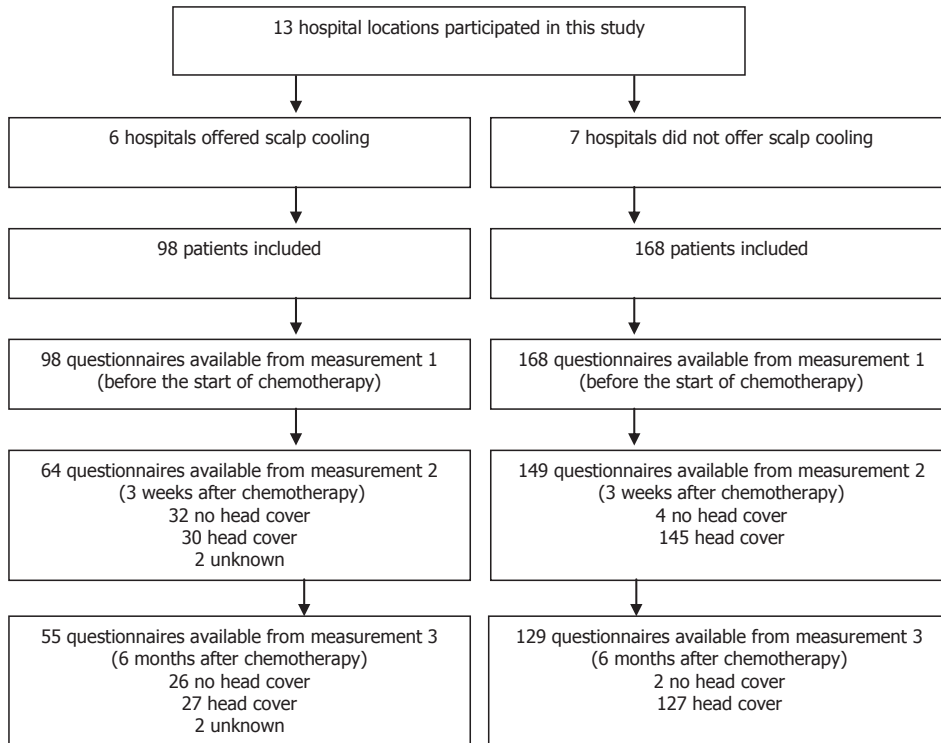 13 hospital locations participated in this study
6 hospitals offered scalp cooling
7 hospitals did not offer scalp cooling
98 patients included
168 patients included
98 questionnaires available from measurement 1
(before the start of chemotherapy)
168 questionnaires available from measurement 1
(before the start of chemotherapy)
64 questionnaires available from measurement 2
(3 weeks after chemotherapy)
32 no head cover
30 head cover
2 unknown
149 questionnaires available from measurement 2
(3 weeks after chemotherapy)
4 no head cover
145 head cover
55 questionnaires available from measurement 3
(6 months after chemotherapy)
26 no head cover
27 head cover
2 unknown
129 questionnaires available from measurement 3
(6 months after chemotherapy)
2 no head cover
127 head cover